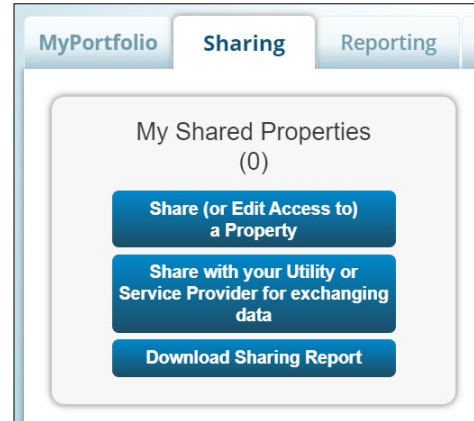 MyPortfolio Sharing Reporting
My Shared Properties
(0)
Share (or Edit Access to)
a Property
Share with your Utility or
Service Provider for exchanging
data
Download Sharing Report